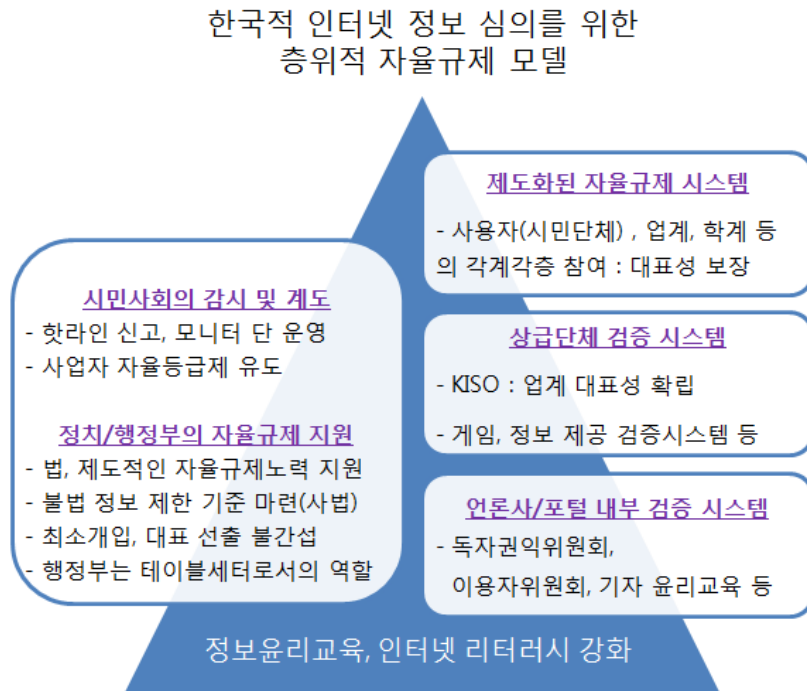 한국적 인터넷 정보 심의를 위한
층위적 자율규제 모델
제도화된 자율규제 시스템
- 사용자(시민단체) , 업계, 학계 등
의 각계각층 참여 : 대표성 보장
시민사회의 감시 및 계도
- 핫라인 신고, 모니터 단 운영
- 사업자 자율등급제 유도
정치/행정부의 자율규제 지원
- 법, 제도적인 자율규제노력 지원
- 불법 정보 제한 기준 마련(사법)
- 최소개입, 대표 선출 불간섭
- 행정부는 테이블세터로서의 역할
상급단체 검증 시스템
- KISO : 업계 대표성 확립
- 게임, 정보 제공 검증시스템 등
언론사/포털 내부 검증 시스템
- 독자권익위원회,
이용자위원회, 기자 윤리교육 등
정보윤리교육, 인터넷 리터러시 강화